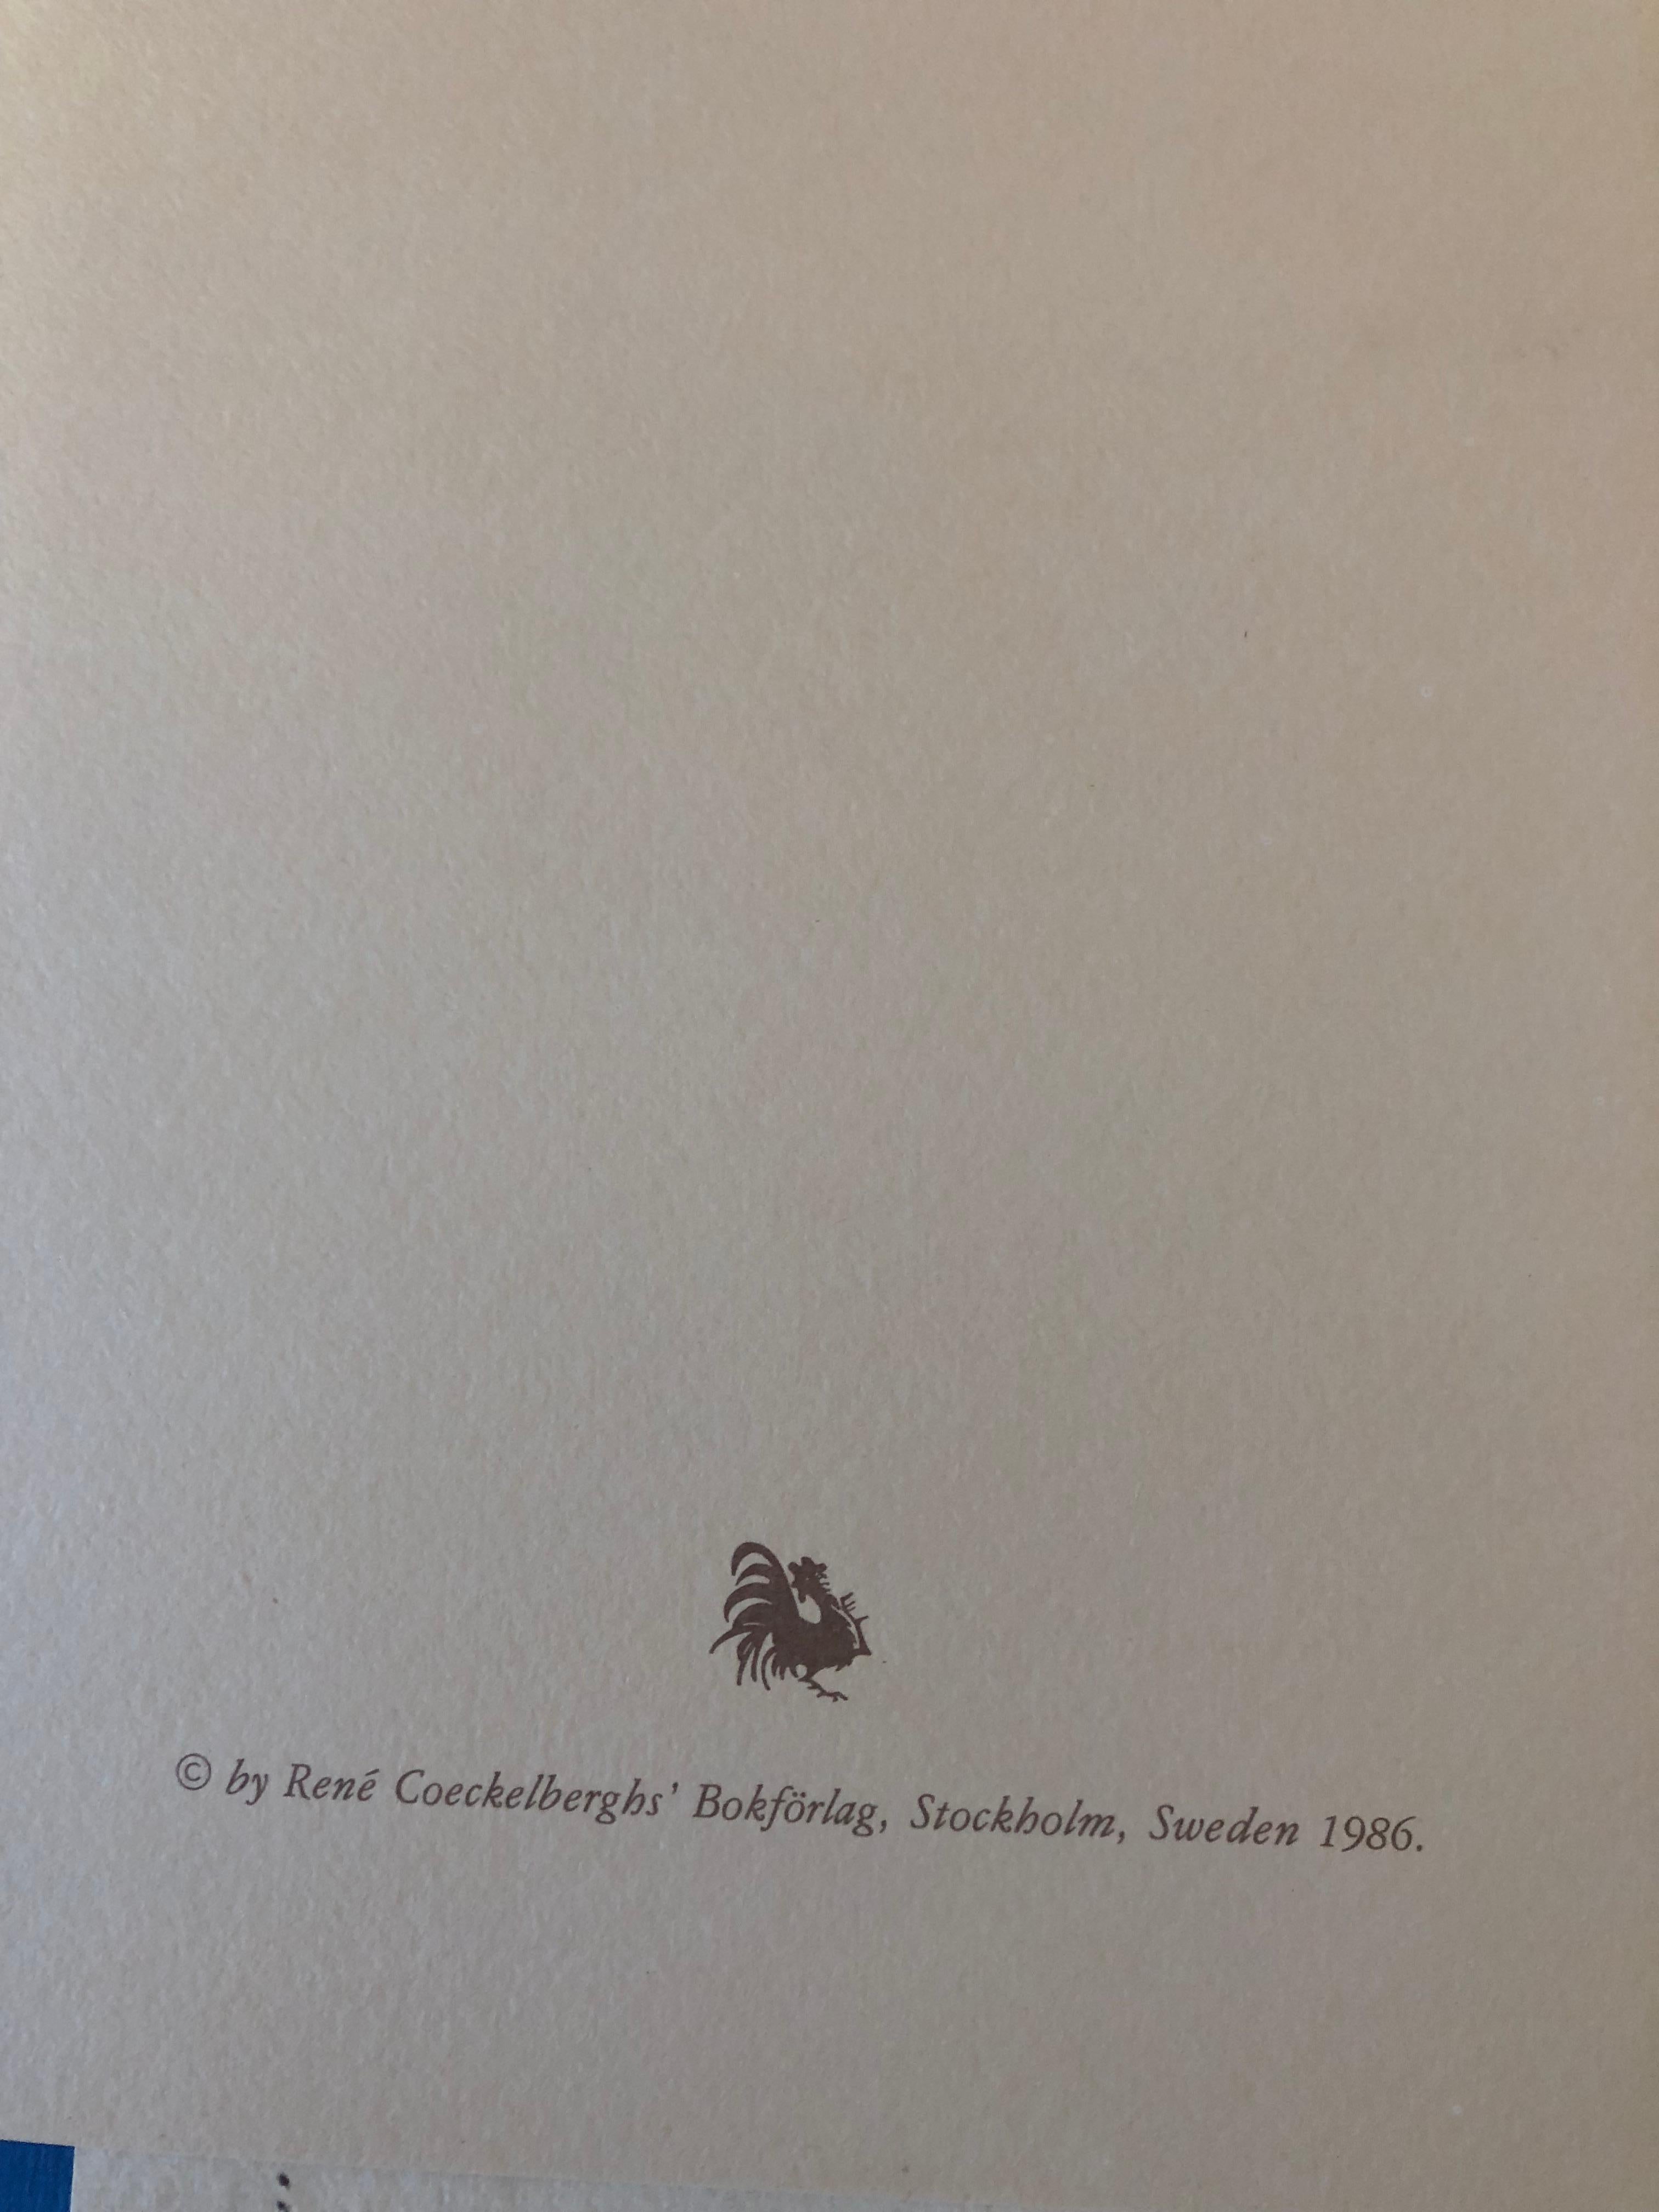 © by René Coeckelberghs' Bokförlag, Stockholm, Sweden 1986.